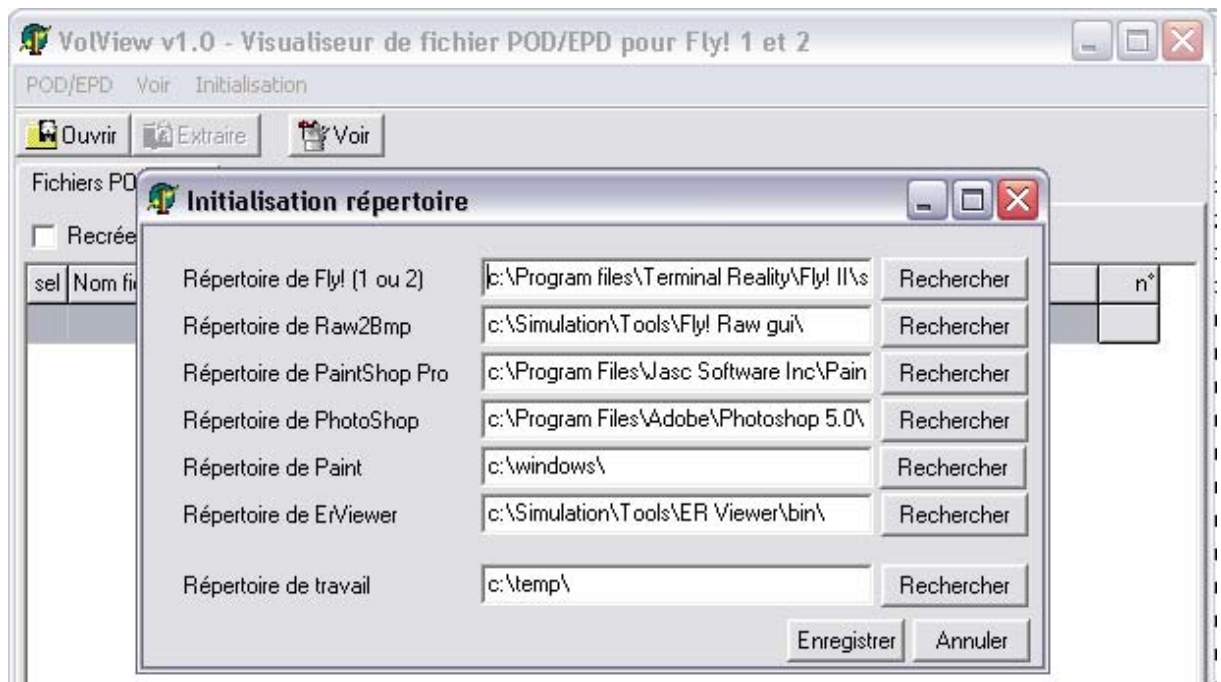 VolView v1.0 - Visualiseur de fichier POD/EPD pour Fly! 1 et 2
POD/EPD Voir Initialisation
Ouvrir Extraire Voir
Fichiers PO
Initialisation répertoire
Recrée
sel Nom fi n°
Répertoire de Fly! (1 ou 2) c:\Program files\Terminal Reality\Fly! II\s Rechercher
Répertoire de Raw2Bmp c:\Simulation\Tools\Fly! Raw gui\ Rechercher
Répertoire de PaintShop Pro c:\Program Files\Jasc Software Inc\Pain Rechercher
Répertoire de PhotoShop c:\Program Files\Adobe\Photoshop 5.0\ Rechercher
Répertoire de Paint c:\windows\ Rechercher
Répertoire de ErViewer c:\Simulation\Tools\ER Viewer\bin\ Rechercher
Répertoire de travail c:\temp\ Rechercher
Enregistrer Annuler